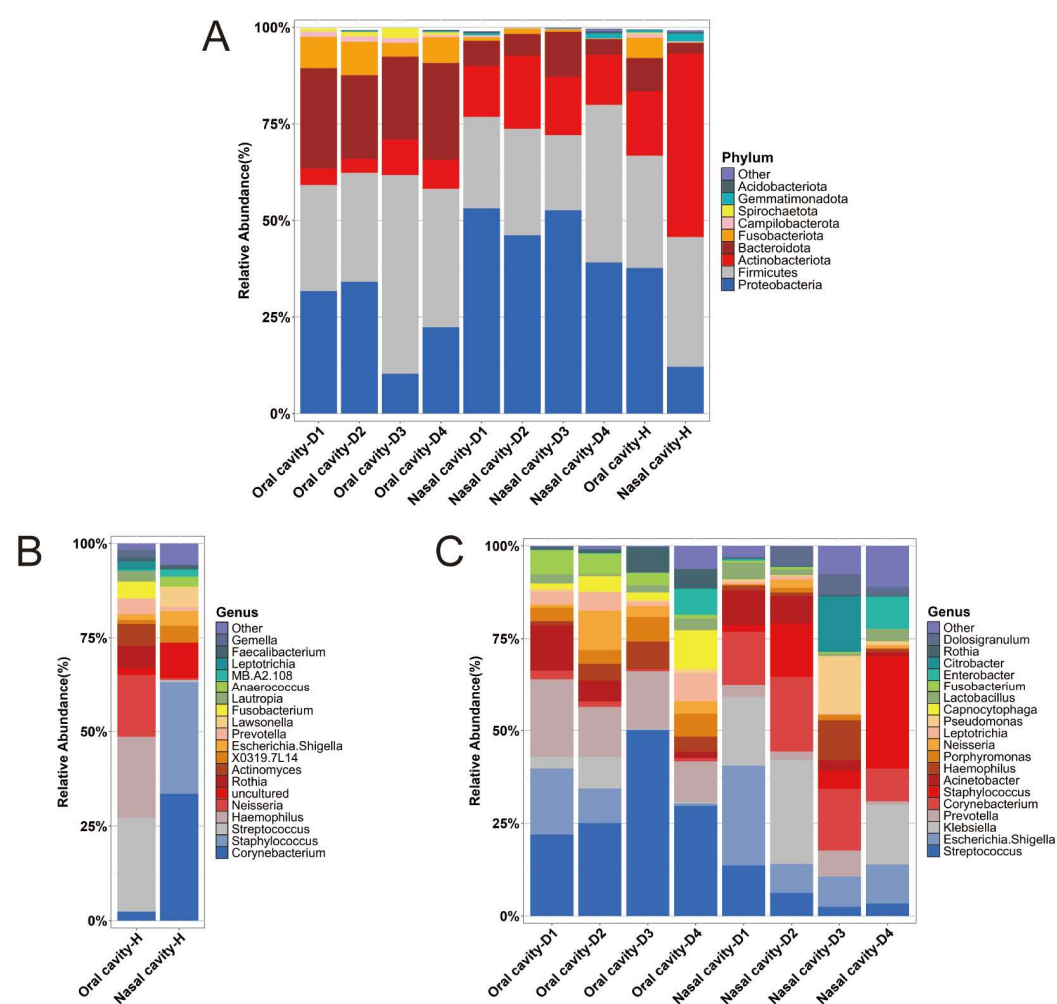 A
Relative Abundance(%)
100%
75%
50%
25%
0%
Oral cavity-D1
Oral cavity-D2
Oral cavity-D3
Oral cavity-D4
Nasal cavity-D1
Nasal cavity-D2
Nasal cavity-D3
Nasal cavity-D4
Oral cavity-H
Nasal cavity-H
Phylum
Other
Acidobacteriota
Gemmatimonadota
Spirochaetota
Campilobacterota
Fusobacteriota
Bacteroidota
Actinobacteriota
Firmicutes
Proteobacteria
B
Relative Abundance(%)
100%
75%
50%
25%
0%
Oral cavity-H
Nasal cavity-H
Genus
Other
Gemella
Faecalibacterium
Leptotrichia
MB.A2.108
Anaerococcus
Lautropia
Fusobacterium
Lawsonella
Prevotella
Escherichia.Shigella
X0319.7L14
Actinomyces
Rothia
uncultured
Neisseria
Haemophilus
Streptococcus
Staphylococcus
Corynebacterium
C
Relative Abundance(%)
100%
75%
50%
25%
0%
Oral cavity-D1
Oral cavity-D2
Oral cavity-D3
Oral cavity-D4
Nasal cavity-D1
Nasal cavity-D2
Nasal cavity-D3
Nasal cavity-D4
Genus
Other
Dolosigranulum
Rothia
Citrobacter
Enterobacter
Fusobacterium
Lactobacillus
Capnocytophaga
Pseudomonas
Leptotrichia
Neisseria
Porphyromonas
Haemophilus
Acinetobacter
Staphylococcus
Corynebacterium
Prevotella
Klebsiella
Escherichia.Shigella
Streptococcus